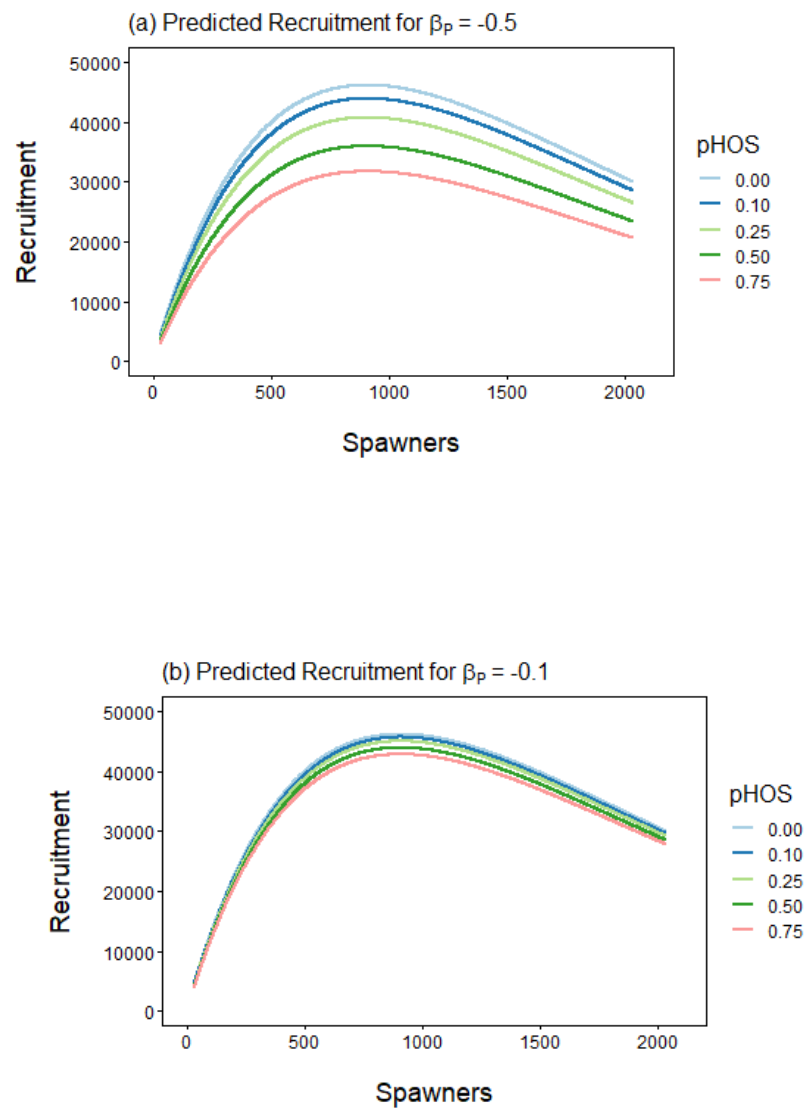 (a) Predicted Recruitment for βP = -0.5
50000
40000
30000
20000
10000
0
Recruitment
0 500 1000 1500 2000
Spawners
pHOS
0.00
0.10
0.25
0.50
0.75
(b) Predicted Recruitment for βP = -0.1
50000
40000
30000
20000
10000
0
Recruitment
0 500 1000 1500 2000
Spawners
pHOS
0.00
0.10
0.25
0.50
0.75